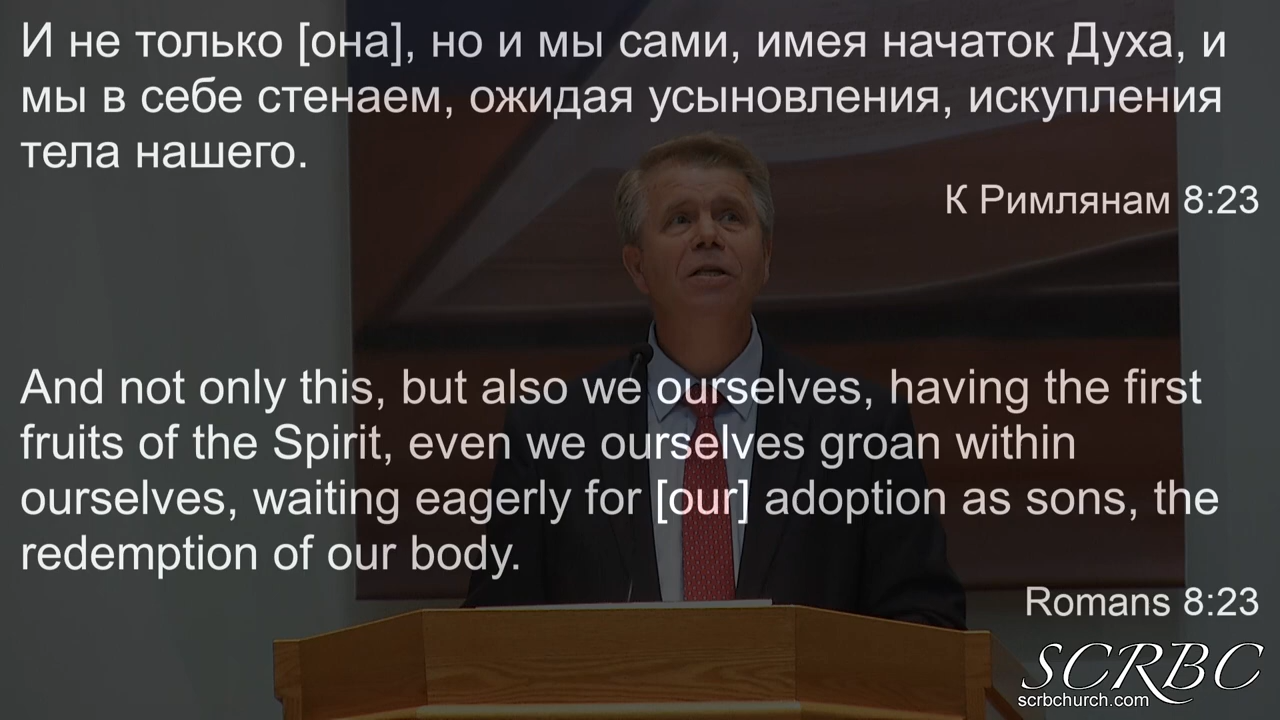 И не только [она], но и мы сами, имея начаток Духа, и
мы в себе стенаем, ожидая усыновления, искупления
тела нашего.
К Римлянам 8:23
And not only this, but also we ourselves, having the first
fruits of the Spirit, even we ourselves groan within
ourselves, waiting eagerly for [our] adoption as sons, the
redemption of our body.
Romans 8:23
SCRBC
scrbchurch.com